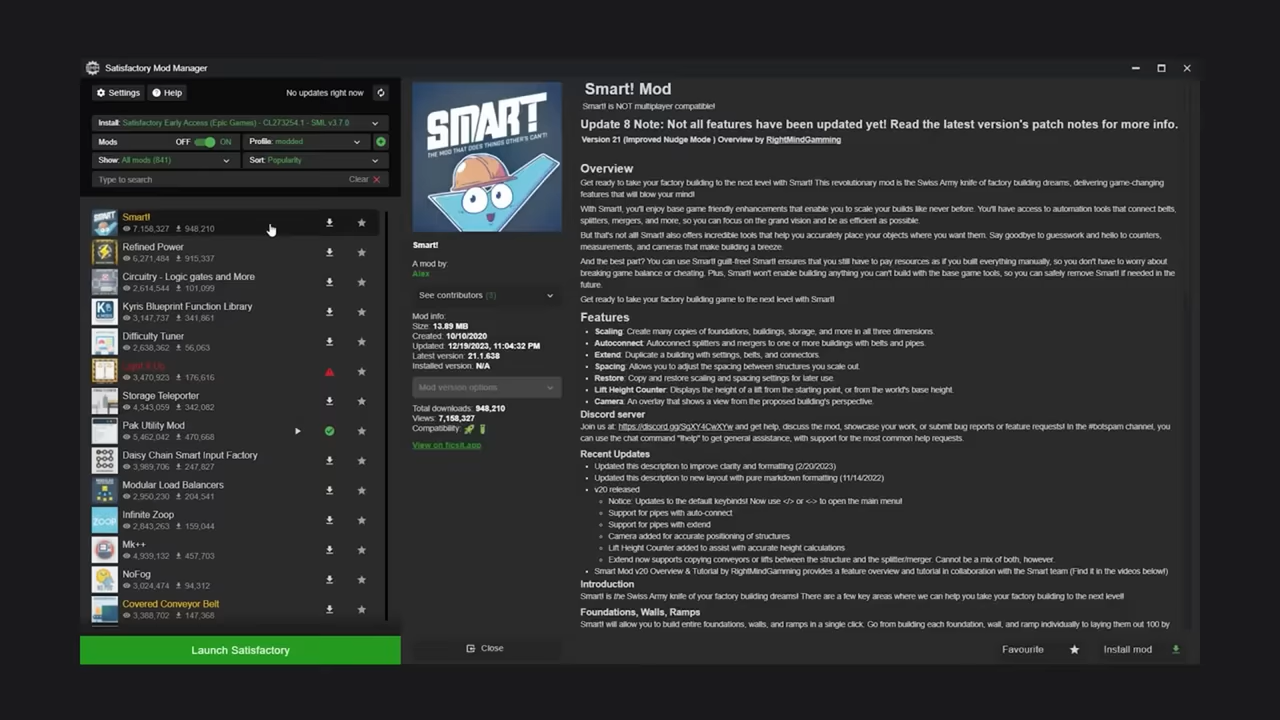 Satisfactory Mod Manager
Settings
Help
No updates right now
Install: Satisfactory Early Access (Epic Games) - CL273254.1 - SML v3.7.0
Mods
OFF
ON
Profile: modded
Show: All mods (641)
Sort: Popularity
Type to search
Clear
Smart!
7,158,327 948,210
Refined Power
6,271,484 915,337
Circuitry - Logic gates and More
2,614,544 101,099
Kyris Blueprint Function Library
3,147,737 341,861
Difficulty Tuner
2,638,362 56,063
3,470,923 176,616
Storage Teleporter
4,343,059 342,082
Pak Utility Mod
5,462,042 470,668
Daisy Chain Smart Input Factory
3,989,706 247,827
Modular Load Balancers
2,950,230 204,541
ZOOP
Infinite Zoop
2,843,263 159,044
Mk++
4,939,132 457,703
NoFog
3,024,474 94,312
Covered Conveyor Belt
3,388,702 147,368
Launch Satisfactory
SMART
THE MOD THAT DOES THINGS OTHER'S CAN'T!
Smart!
A mod by:
Alex
See contributors
Mod info:
Size: 13.89 MB
Created: 10/10/2020
Updated: 12/19/2023, 11:04:32 PM
Latest version: 21.1.638
Installed version: N/A
Mod version options
Total downloads: 948,210
Views: 7,158,327
Compatibility:
View on ficsit.app
Close
Smart! Mod
Smart! is NOT multiplayer compatible!
Update 8 Note: Not all features have been updated yet! Read the latest version's patch notes for more info.
Version 21 (Improved Nudge Mode ) Overview by RightMindGamming
Overview
Get ready to take your factory building to the next level with Smart! This revolutionary mod is the Swiss Army knife of factory building dreams, delivering game-changing
features that will blow your mind!
With Smart!, you'll enjoy base game friendly enhancements that enable you to scale your builds like never before. You'll have access to automation tools that connect belts,
splitters, mergers, and more, so you can focus on the grand vision and be as efficient as possible.
But that's not all! Smart! also offers incredible tools that help you accurately place your objects where you want them. Say goodbye to guesswork and hello to counters,
measurements, and cameras that make building a breeze.
And the best part? You can use Smart! guilt-free! Smart! ensures that you still have to pay resources as if you built everything manually, so you don't have to worry about
breaking game balance or cheating. Plus, Smart! won't enable building anything you can't build with the base game tools, so you can safely remove Smart! if needed in the
future.
Get ready to take your factory building game to the next level with Smart!
Features
• Scaling: Create many copies of foundations, buildings, storage, and more in all three dimensions.
• Autoconnect: Autoconnect splitters and mergers to one or more buildings with belts and pipes.
• Extend: Duplicate a building with settings, belts, and connectors.
• Spacing: Allows you to adjust the spacing between structures you scale out.
• Restore: Copy and restore scaling and spacing settings for later use.
• Lift Height Counter: Displays the height of a lift from the starting point, or from the world's base height.
• Camera: An overlay that shows a view from the proposed building's perspective.
Discord server
Join us at: https://discord.gg/SgXY4CwXYw and get help, discuss the mod, showcase your work, or submit bug reports or feature requests! In the #botspam channel, you
can use the chat command "!help" to get general assistance, with support for the most common help requests.
Recent Updates
• Updated this description to improve clarity and formatting (2/20/2023)
• Updated this description to new layout with pure markdown formatting (11/14/2022)
• v20 released
Notice: Updates to the default keybinds! Now use </> or <-> to open the main menu!
Support for pipes with auto-connect
Support for pipes with extend
Camera added for accurate positioning of structures
Lift Height Counter added to assist with accurate height calculations
Extend now supports copying conveyors or lifts between the structure and the splitter/merger. Cannot be a mix of both, however.
• Smart Mod v20 Overview & Tutorial by RightMindGamming provides a feature overview and tutorial in collaboration with the Smart team (Find it in the videos below!)
Introduction
Smart! is the Swiss Army knife of your factory building dreams! There are a few key areas where we can help you take your factory building to the next level!
Foundations, Walls, Ramps
Smart! will allow you to build entire foundations, walls, and ramps in a single click. Go from building each foundation, wall, and ramp individually to laying them out 100 by
Favourite
Install mod